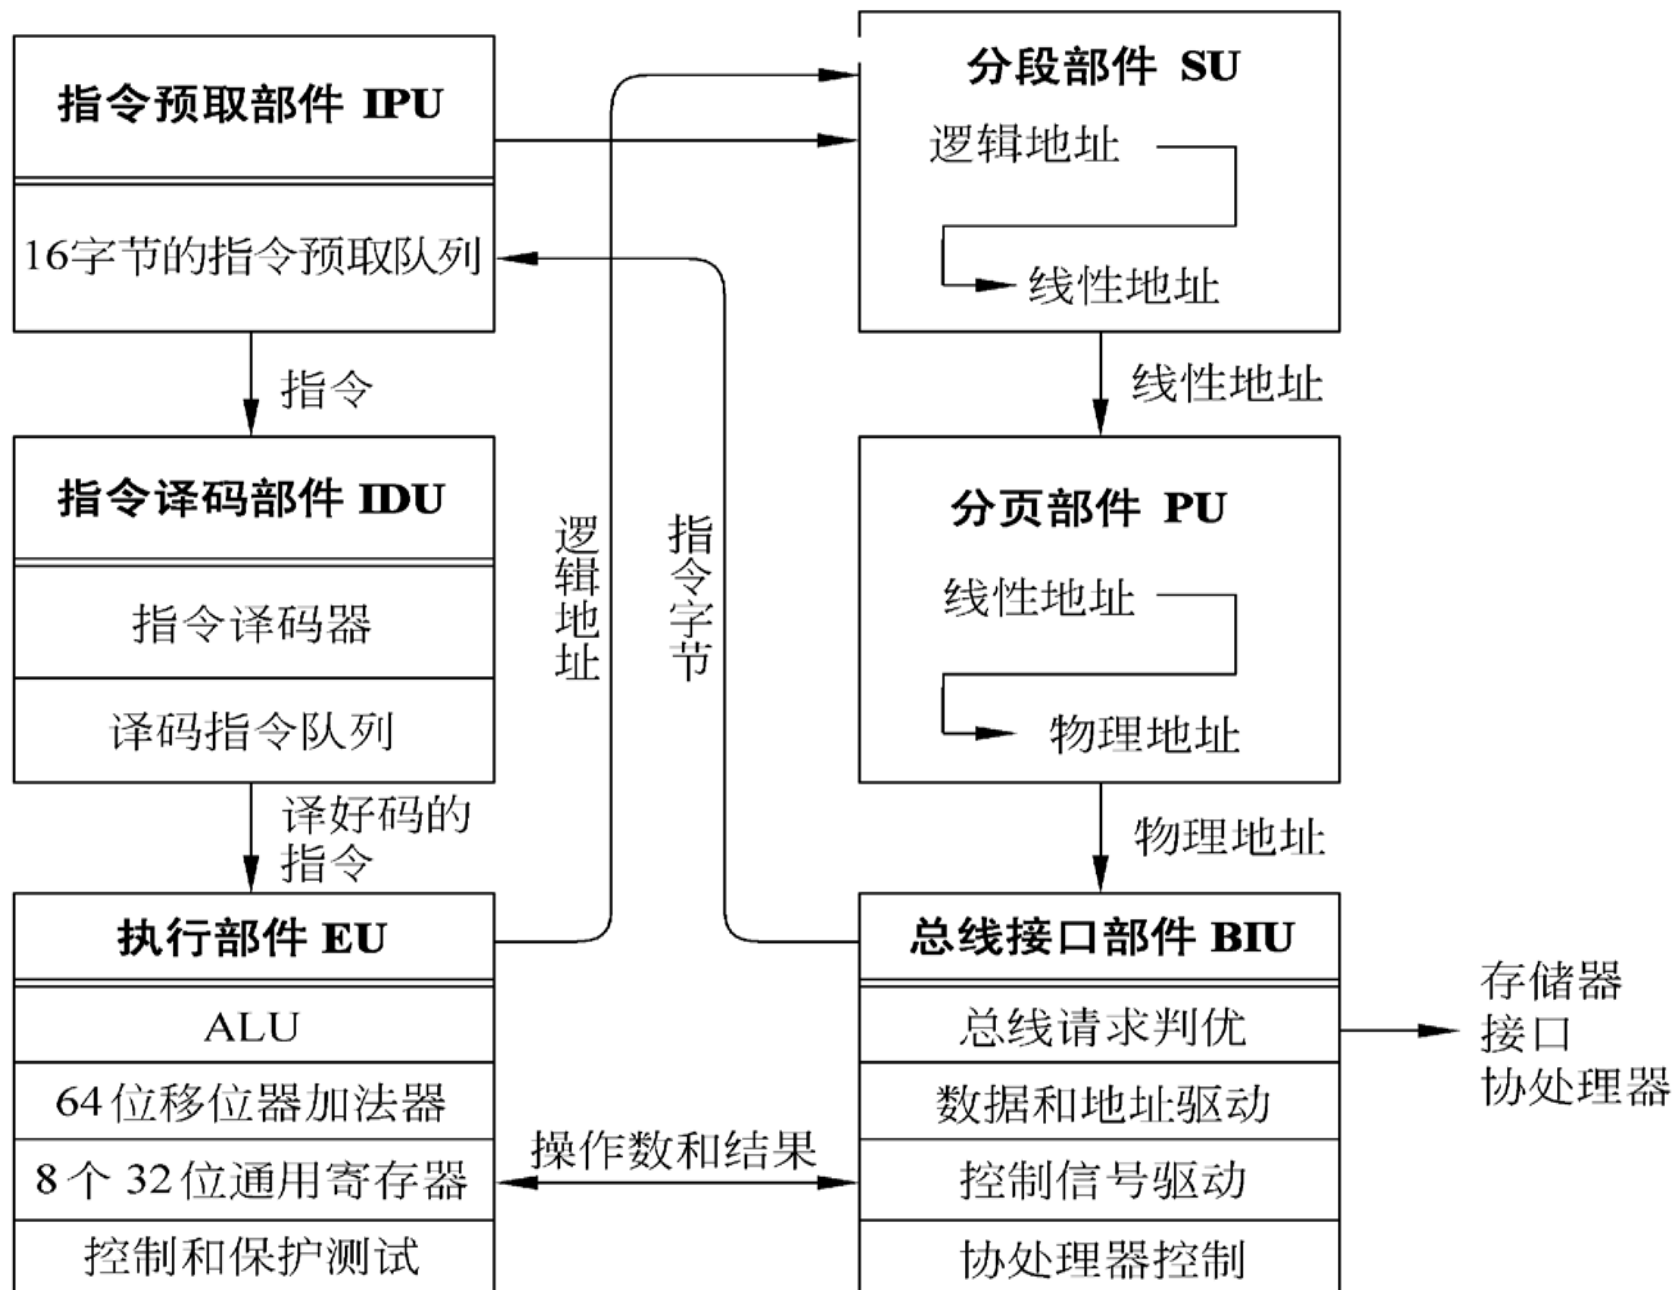 指令预取部件 IPU
16字节的指令预取队列
指令
指令译码部件 IDU
指令译码器
译码指令队列
译好码的
指令
执行部件 EU
ALU
64位移位器加法器
8个32位通用寄存器
控制和保护测试
逻辑地址
指令字节
操作数和结果
分段部件 SU
逻辑地址
线性地址
线性地址
分页部件 PU
线性地址
物理地址
物理地址
总线接口部件 BIU
总线请求判优
数据和地址驱动
控制信号驱动
协处理器控制
存储器
接口
协处理器